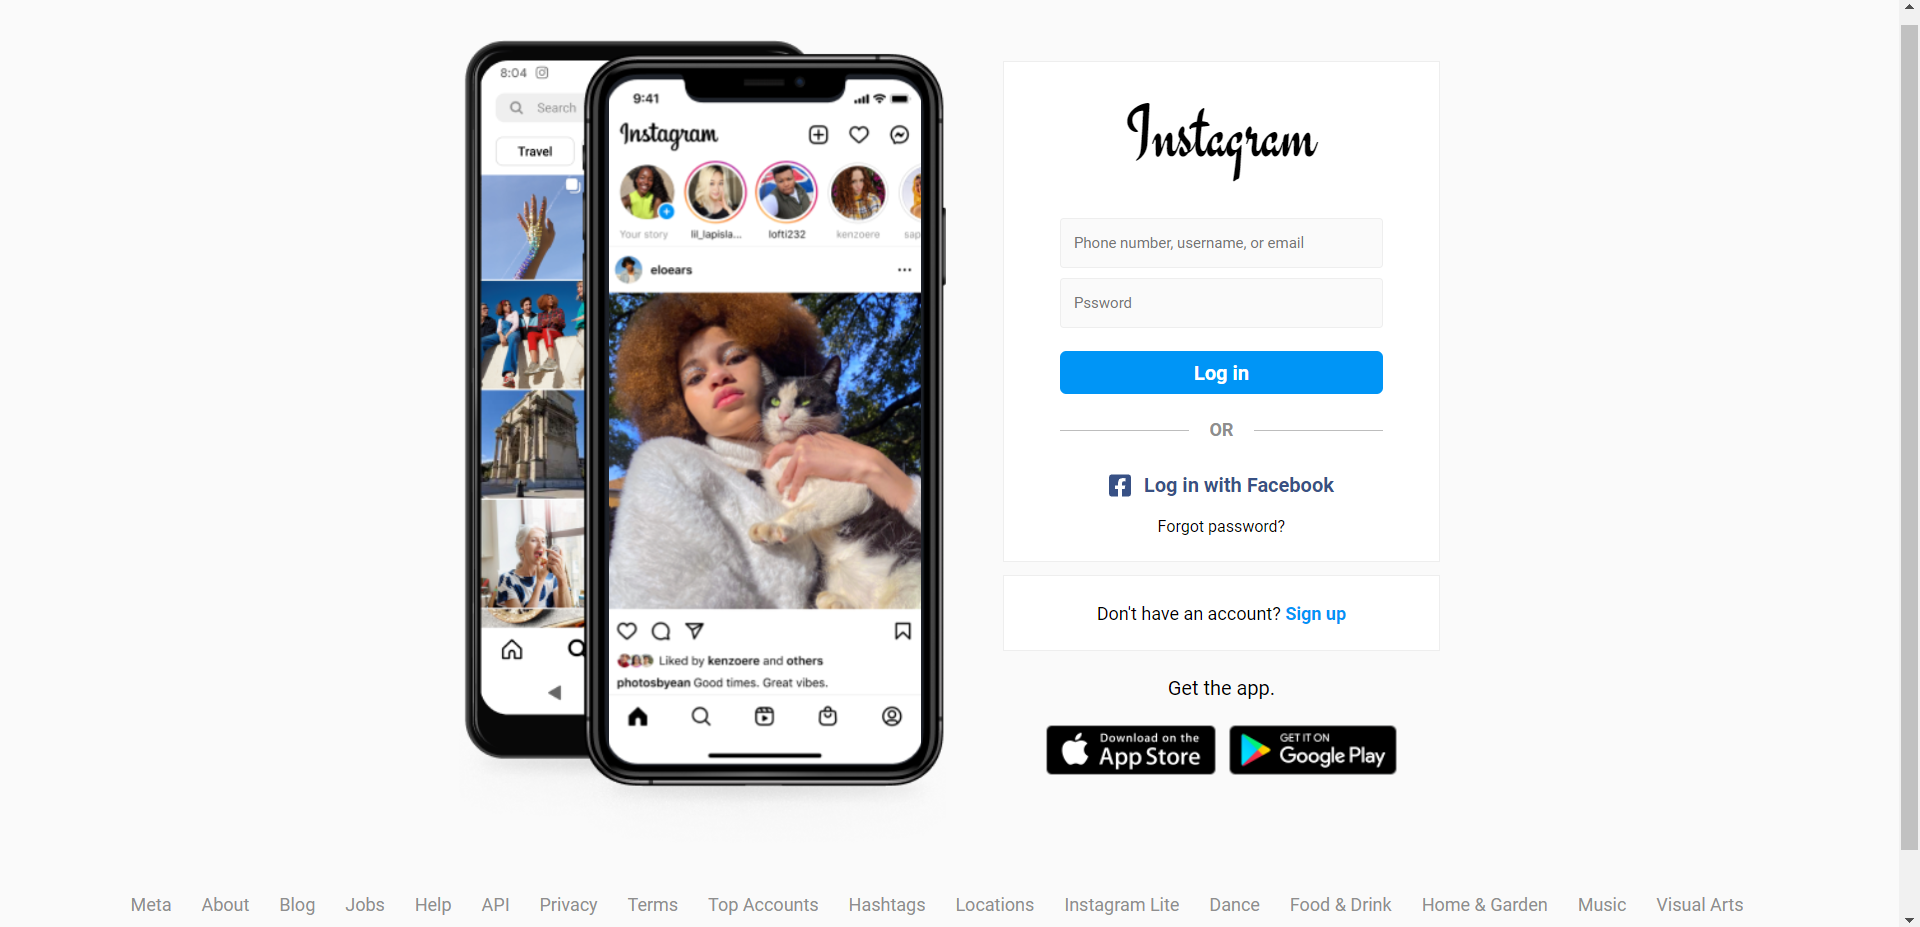 8:04
Search
Travel
9:41
Instagram
Your story
lil_lapisla...
lofti232
kenzoere
sap
eloears
Liked by kenzoere and others
photosbyean Good times. Great vibes.
Instagram
Phone number, username, or email
Pssword
Log in
OR
Log in with Facebook
Forgot password?
Don't have an account? Sign up
Get the app.
Download on the
App Store
GET IT ON
Google Play
Meta About Blog Jobs Help API Privacy Terms Top Accounts Hashtags Locations Instagram Lite Dance Food & Drink Home & Garden Music Visual Arts